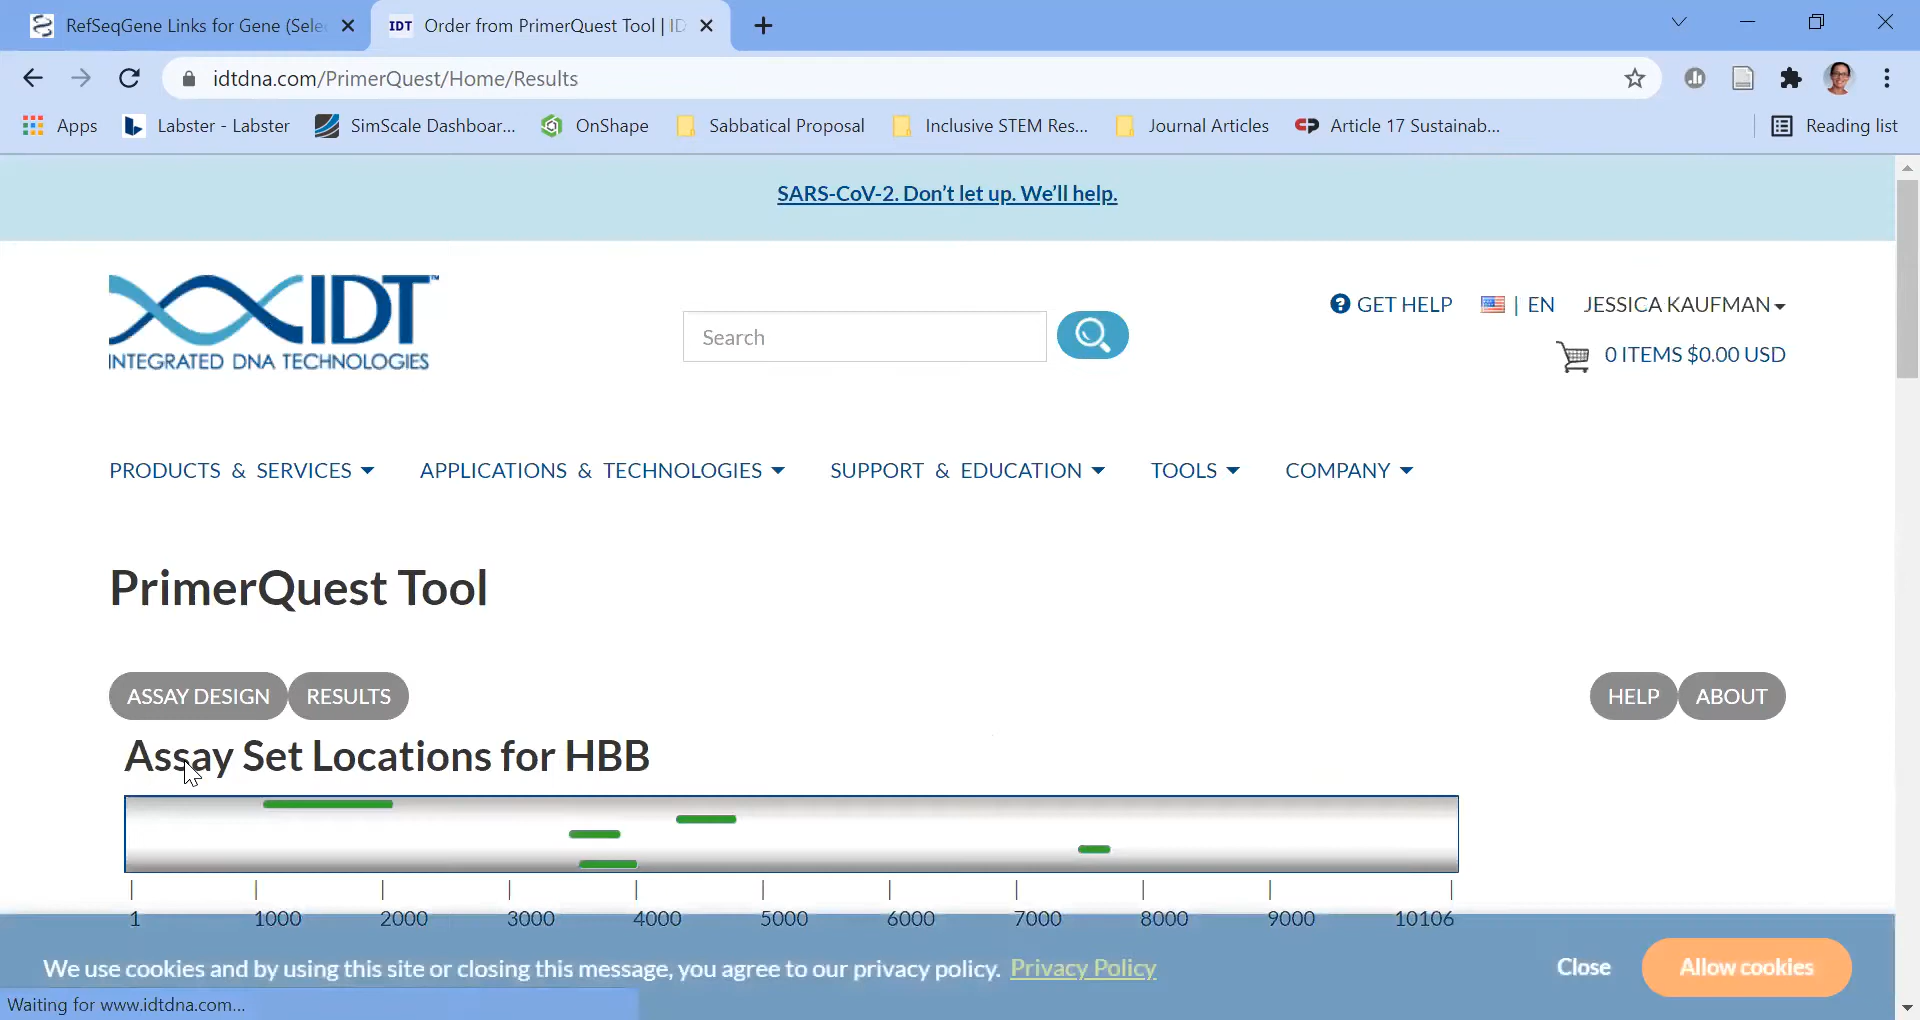 RefSeqGene Links for Gene (Sele
IDT Order from PrimerQuest Tool | ID
idtdna.com/PrimerQuest/Home/Results
Apps Labster - Labster SimScale Dashboar... OnShape Sabbatical Proposal Inclusive STEM Res... Journal Articles Article 17 Sustainab... Reading list
SARS-CoV-2. Don't let up. We'll help.
IDT™
INTEGRATED DNA TECHNOLOGIES
Search
GET HELP | EN JESSICA KAUFMAN
0 ITEMS $0.00 USD
PRODUCTS & SERVICES APPLICATIONS & TECHNOLOGIES SUPPORT & EDUCATION TOOLS COMPANY
PrimerQuest Tool
ASSAY DESIGN RESULTS HELP ABOUT
Assay Set Locations for HBB
1 1000 2000 3000 4000 5000 6000 7000 8000 9000 10106
We use cookies and by using this site or closing this message, you agree to our privacy policy. Privacy Policy Close Allow cookies
Waiting for www.idtdna.com...